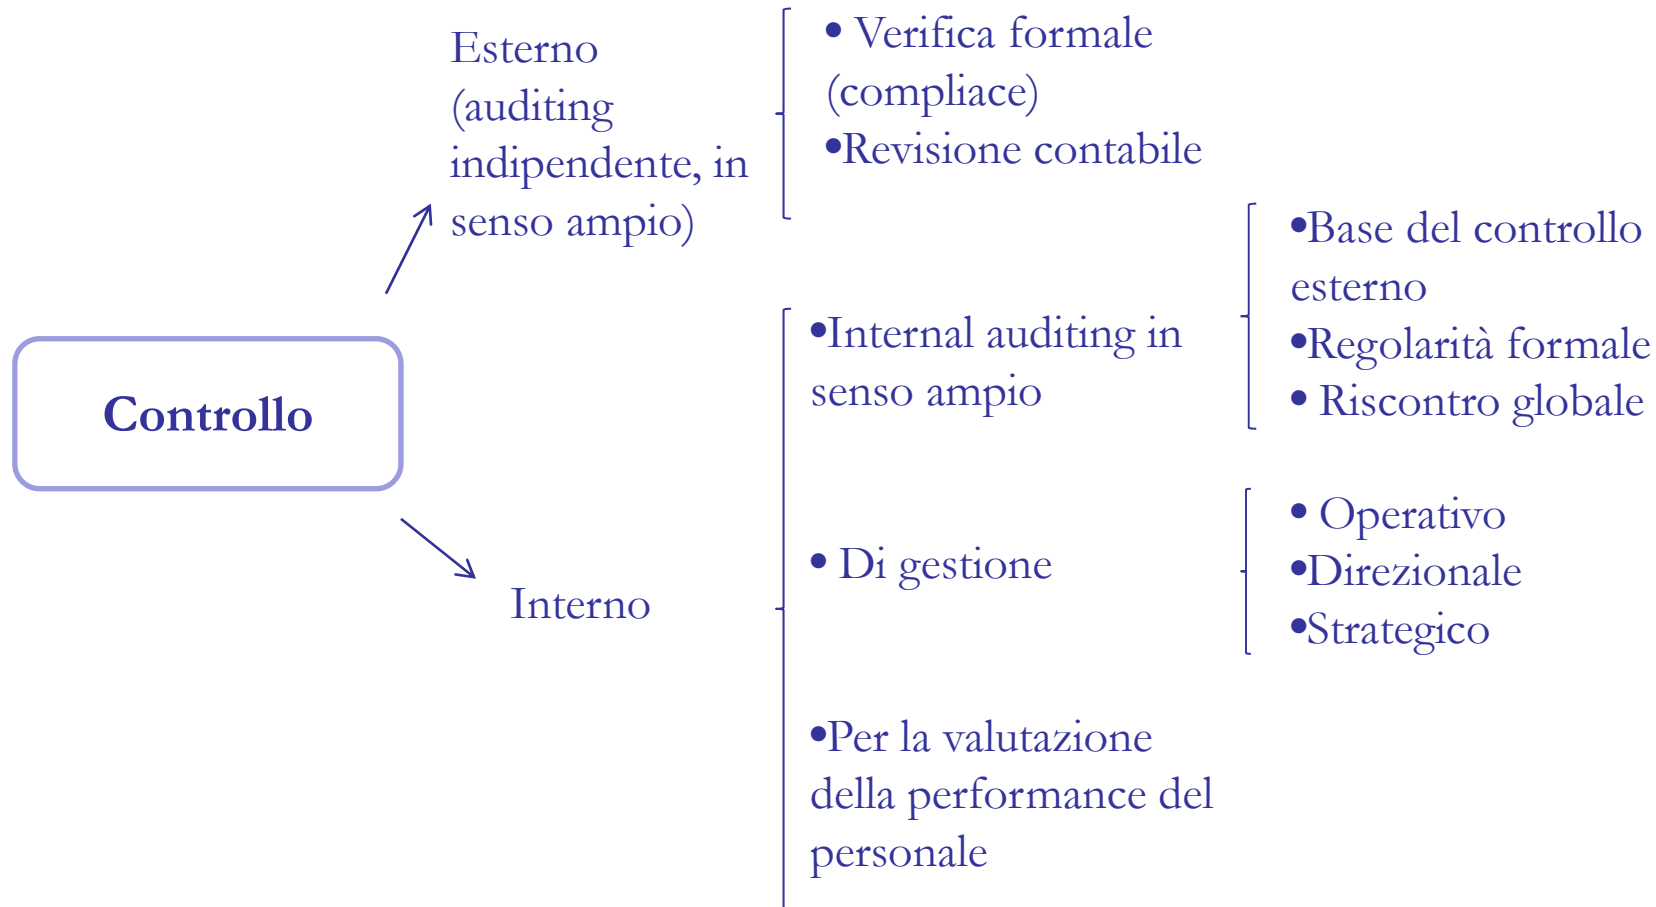 Esterno
(auditing
indipendente, in
senso ampio)
• Verifica formale
(compliace)
•Revisione contabile
Controllo
Interno
•Internal auditing in
senso ampio
•Base del controllo
esterno
•Regolarità formale
• Riscontro globale
• Di gestione
• Operativo
•Direzionale
•Strategico
•Per la valutazione
della performance del
personale